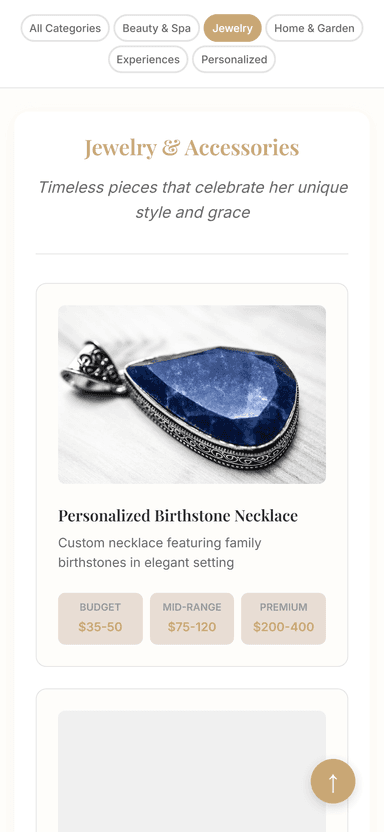 All Categories
Beauty & Spa
Jewelry
Home & Garden
Experiences
Personalized
Jewelry & Accessories
Timeless pieces that celebrate her unique
style and grace
Personalized Birthstone Necklace
Custom necklace featuring family
birthstones in elegant setting
BUDGET
$35-50
MID-RANGE
$75-120
PREMIUM
$200-400
↑